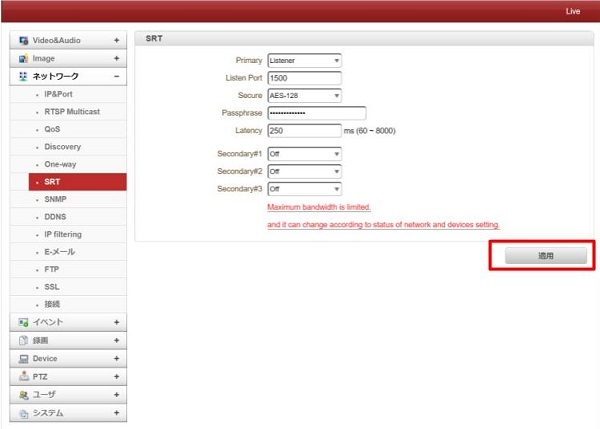 Live
Video&Audio +
Image +
ネットワーク −
IP&Port
RTSP Multicast
QoS
Discovery
One-way
SRT
SNMP
DDNS
IP filtering
E-メール
FTP
SSL
接続
イベント +
録画 +
Device +
PTZ +
ユーザ +
システム +
SRT
Primary Listener
Listen Port 1500
Secure AES-128
Passphrase •••••••••••••
Latency 250 ms (60 ~ 8000)
Secondary#1 Off
Secondary#2 Off
Secondary#3 Off
Maximum bandwidth is limited.
and it can change according to status of network and devices setting.
適用